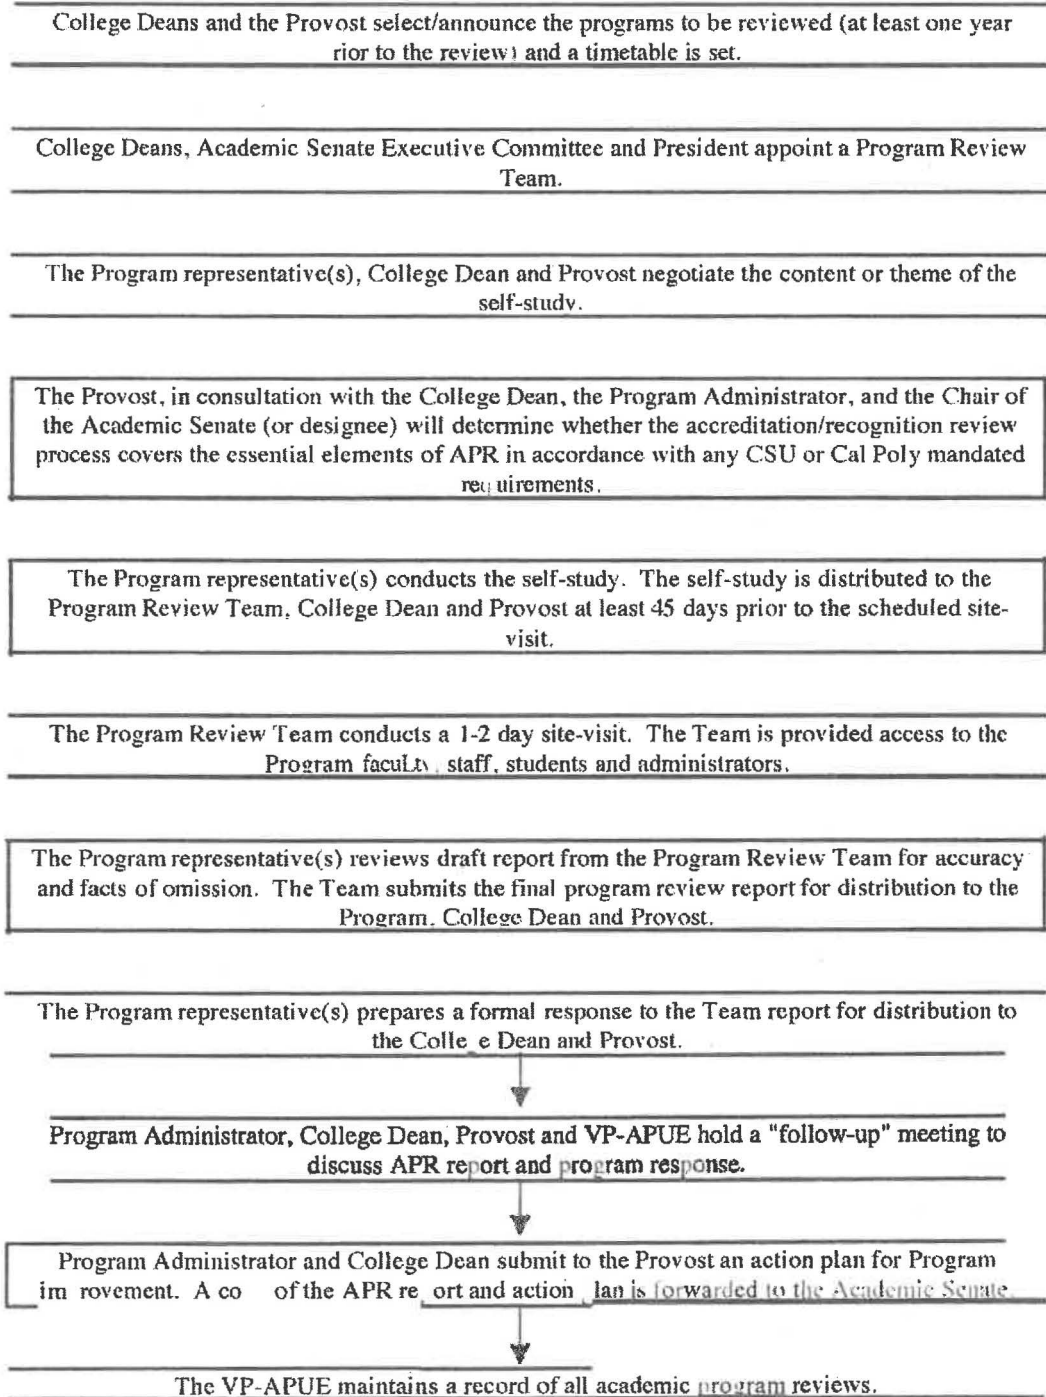 College Deans and the Provost select/announce the programs to be reviewed (at least one year
rior to the review) and a timetable is set.
College Deans, Academic Senate Executive Committee and President appoint a Program Review
Team.
The Program representative(s), College Dean and Provost negotiate the content or theme of the
self-study.
The Provost, in consultation with the College Dean, the Program Administrator, and the Chair of
the Academic Senate (or designee) will determine whether the accreditation/recognition review
process covers the essential elements of APR in accordance with any CSU or Cal Poly mandated
requirements.
The Program representative(s) conducts the self-study. The self-study is distributed to the
Program Review Team, College Dean and Provost at least 45 days prior to the scheduled site-
visit.
The Program Review Team conducts a 1-2 day site-visit. The Team is provided access to the
Program faculty, staff, students and administrators.
The Program representative(s) reviews draft report from the Program Review Team for accuracy
and facts of omission. The Team submits the final program review report for distribution to the
Program, College Dean and Provost.
The Program representative(s) prepares a formal response to the Team report for distribution to
the Colle e Dean and Provost.
Program Administrator, College Dean, Provost and VP-APUE hold a "follow-up" meeting to
discuss APR report and program response.
Program Administrator and College Dean submit to the Provost an action plan for Program
im rovement. A co of the APR re ort and action lan is forwarded to the Academic Senate.
The VP-APUE maintains a record of all academic program reviews.